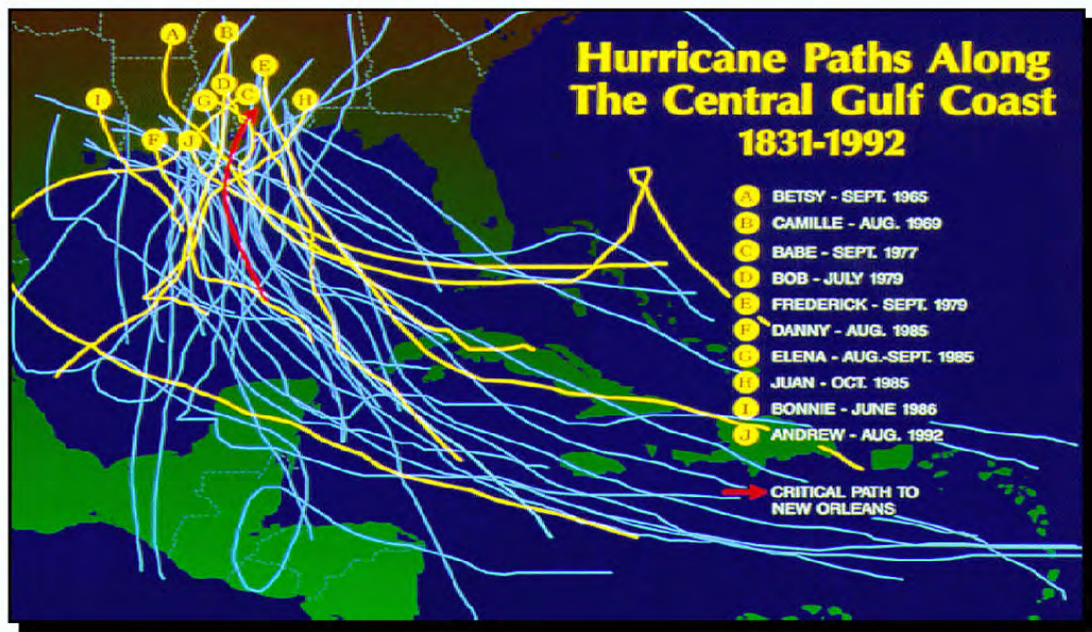 Hurricane Paths Along
The Central Gulf Coast
1831-1992
A BETSY - SEPT. 1965
B CAMILLE - AUG. 1969
C BABE - SEPT. 1977
D BOB - JULY 1979
E FREDERICK - SEPT. 1979
F DANNY - AUG. 1985
G ELENA - AUG.-SEPT. 1985
H JUAN - OCT. 1985
I BONNIE - JUNE 1986
J ANDREW - AUG. 1992
CRITICAL PATH TO
NEW ORLEANS
A
B
E
D
C
G
H
I
F
J